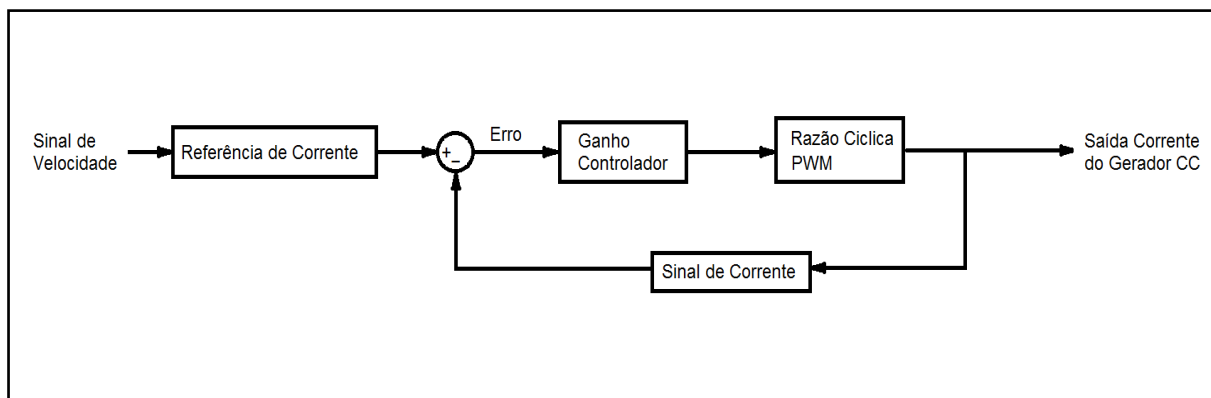 Sinal de
Velocidade
Referência de Corrente
+
−
Erro
Ganho
Controlador
Razão Ciclica
PWM
Saída Corrente
do Gerador CC
Sinal de Corrente